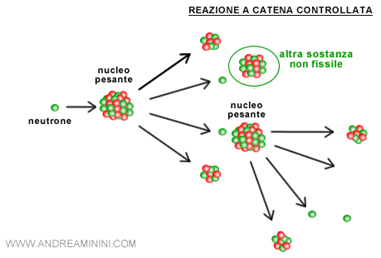 REAZIONE A CATENA CONTROLLATA
altra sostanza
non fissile
nucleo
pesante
neutrone
nucleo
pesante
WWW.ANDREAMININI.COM